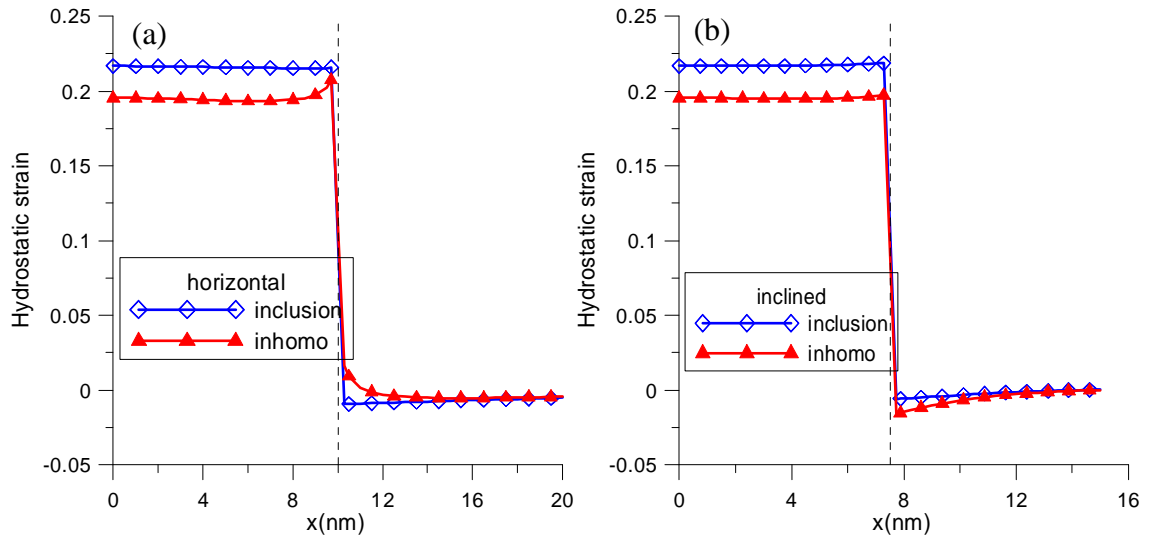 (a)
Hydrostatic strain
0.25
0.2
0.15
0.1
0.05
0
-0.05
horizontal
inclusion
inhomo
0 4 8 12 16 20
x(nm)
(b)
Hydrostatic strain
0.25
0.2
0.15
0.1
0.05
0
-0.05
inclined
inclusion
inhomo
0 4 8 12 16
x(nm)